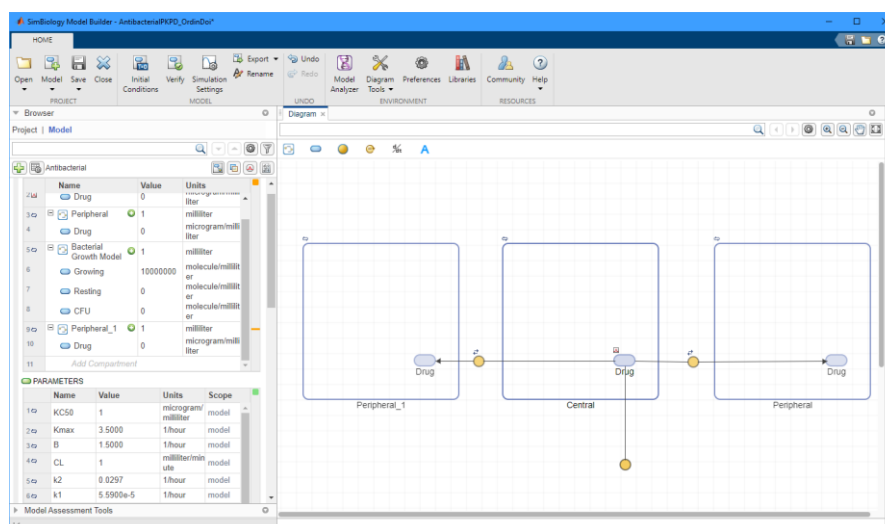 SimBiology Model Builder - AntibacterialPKPD_OrdinDoi*
HOME
Open Model Save Close Initial Conditions Verify Simulation Settings Export Rename Undo Redo Model Analyzer Diagram Tools Preferences Libraries Community Help
PROJECT MODEL UNDO ENVIRONMENT RESOURCES
Browser
Diagram ×
Project | Model
Antibacterial
Name Value Units
Drug 0 liter
3 Peripheral 1 milliliter
4 Drug 0 microgram/milli liter
5 Bacterial Growth Model 1 milliliter
6 Growing 10000000 molecule/millilit er
7 Resting 0 molecule/millilit er
8 CFU 0 molecule/millilit er
9 Peripheral_1 1 milliliter
10 Drug 0 microgram/milli liter
11 Add Compartment
PARAMETERS
Name Value Units Scope
1 KC50 1 microgram/ milliliter model
2 Kmax 3.5000 1/hour model
3 B 1.5000 1/hour model
4 CL 1 milliliter/min ute model
5 k2 0.0297 1/hour model
6 k1 5.5900e-5 1/hour model
Model Assessment Tools
Drug
Drug
Drug
Peripheral_1
Central
Peripheral